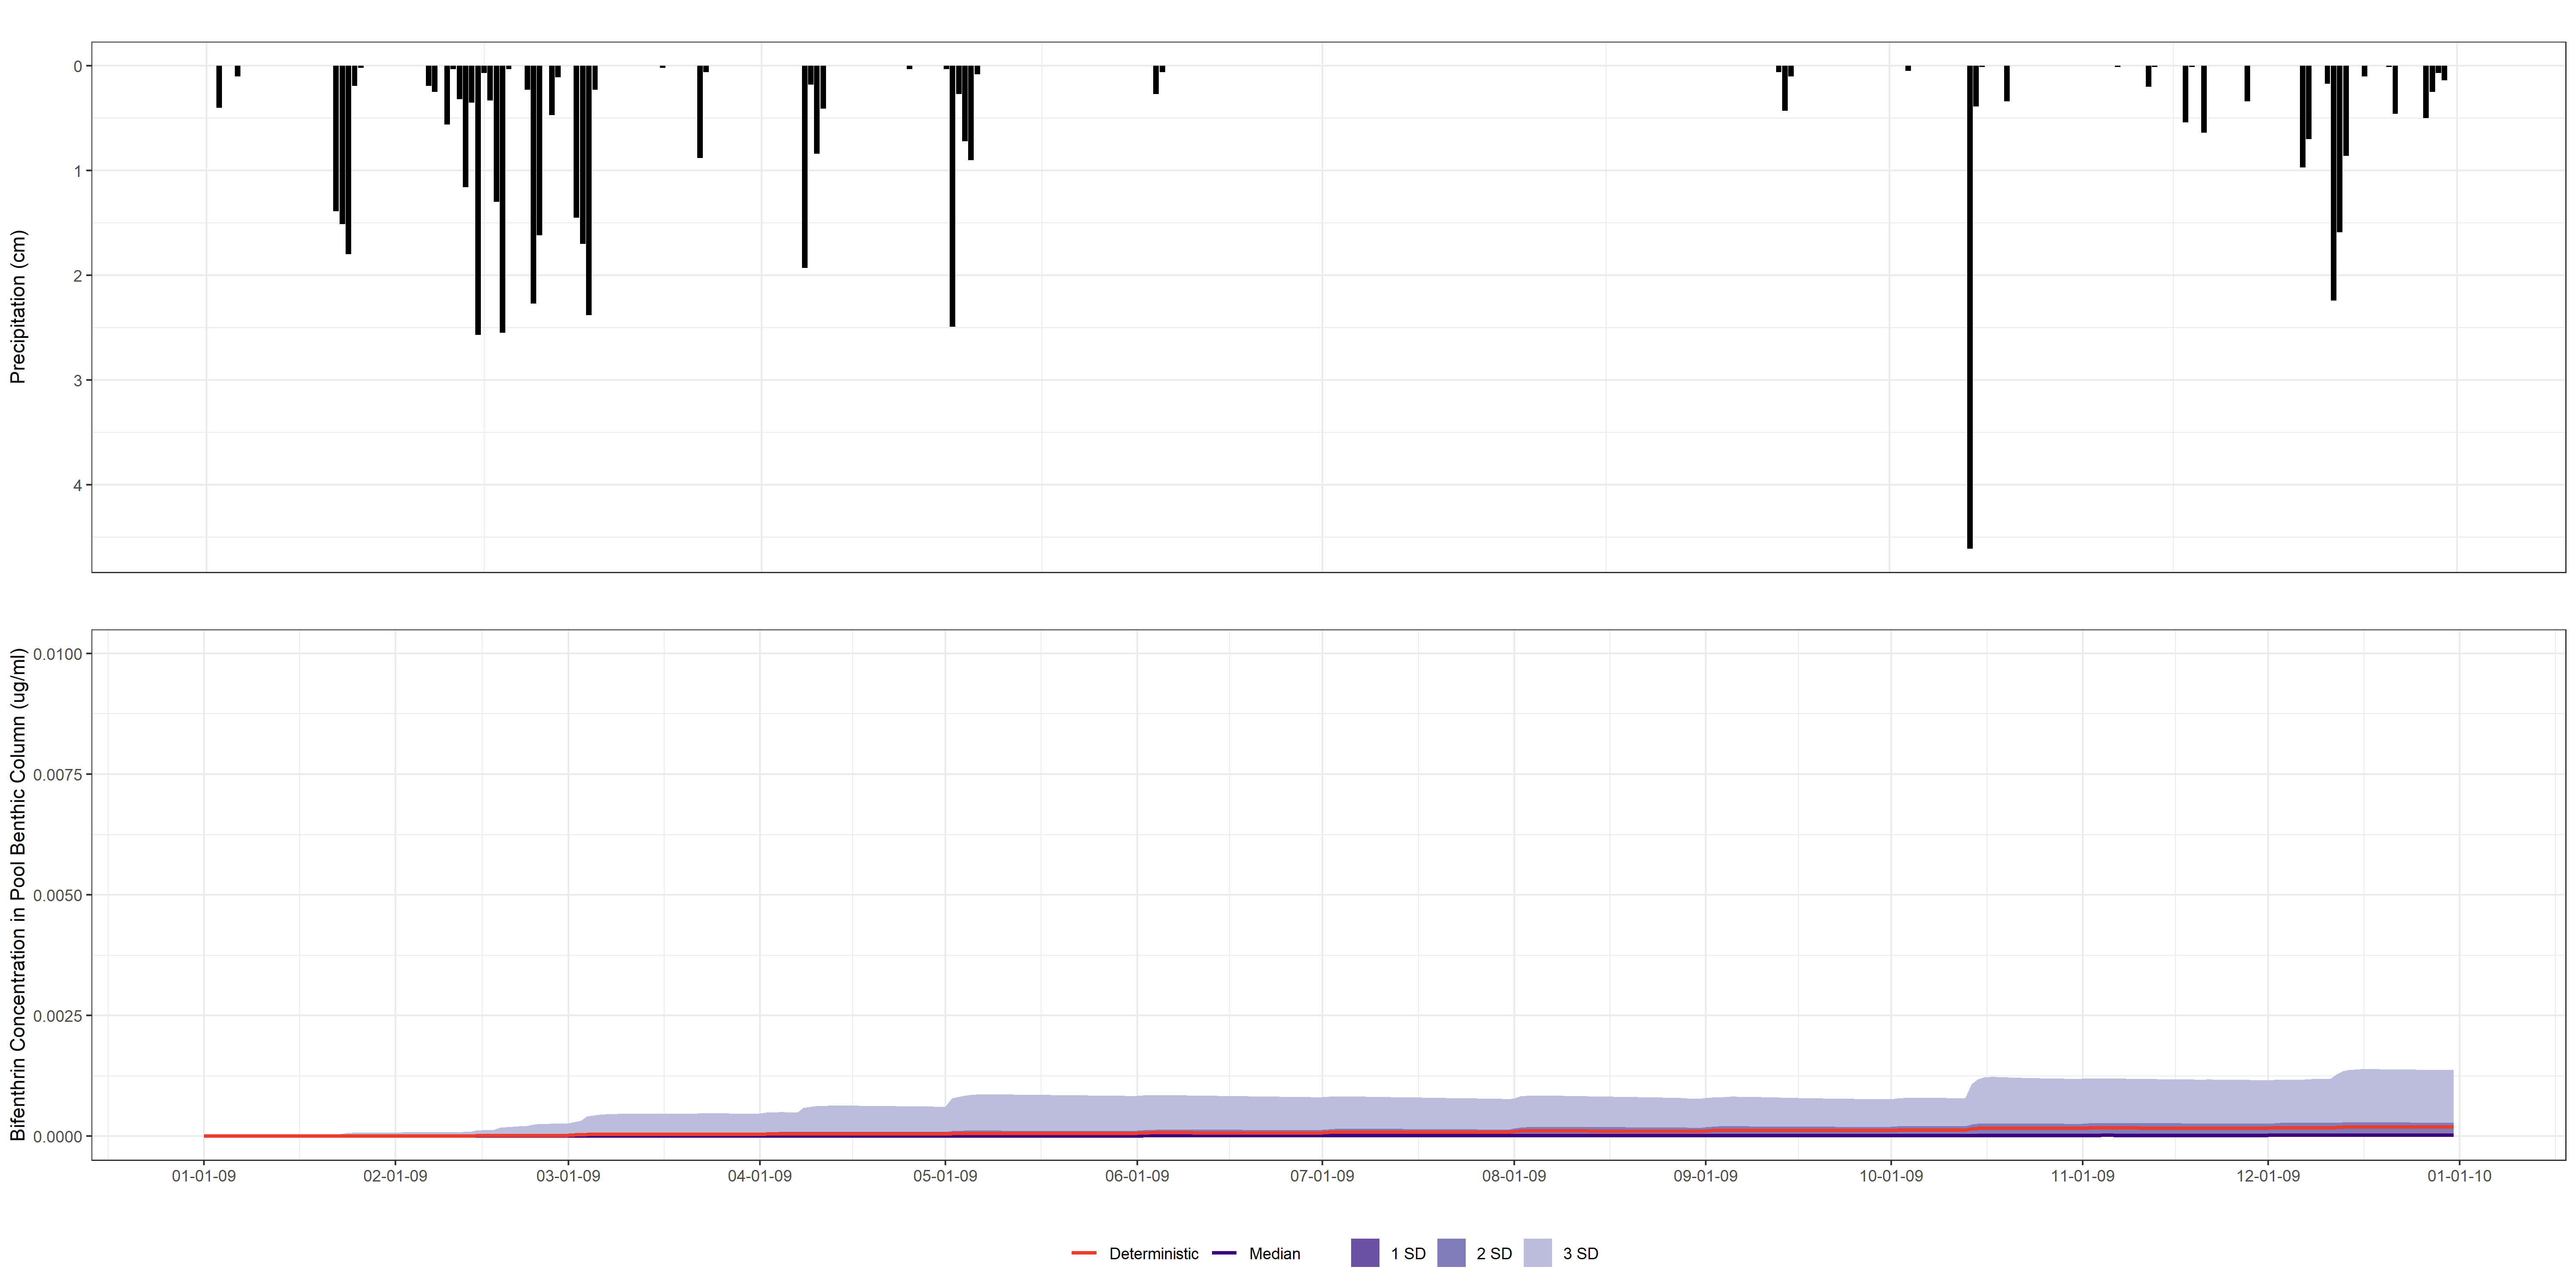 Precipitation (cm)
0
1
2
3
4
Bifenthrin Concentration in Pool Benthic Column (ug/ml)
0.0100
0.0075
0.0050
0.0025
0.0000
01-01-09 02-01-09 03-01-09 04-01-09 05-01-09 06-01-09 07-01-09 08-01-09 09-01-09 10-01-09 11-01-09 12-01-09 01-01-10
Deterministic Median 1 SD 2 SD 3 SD